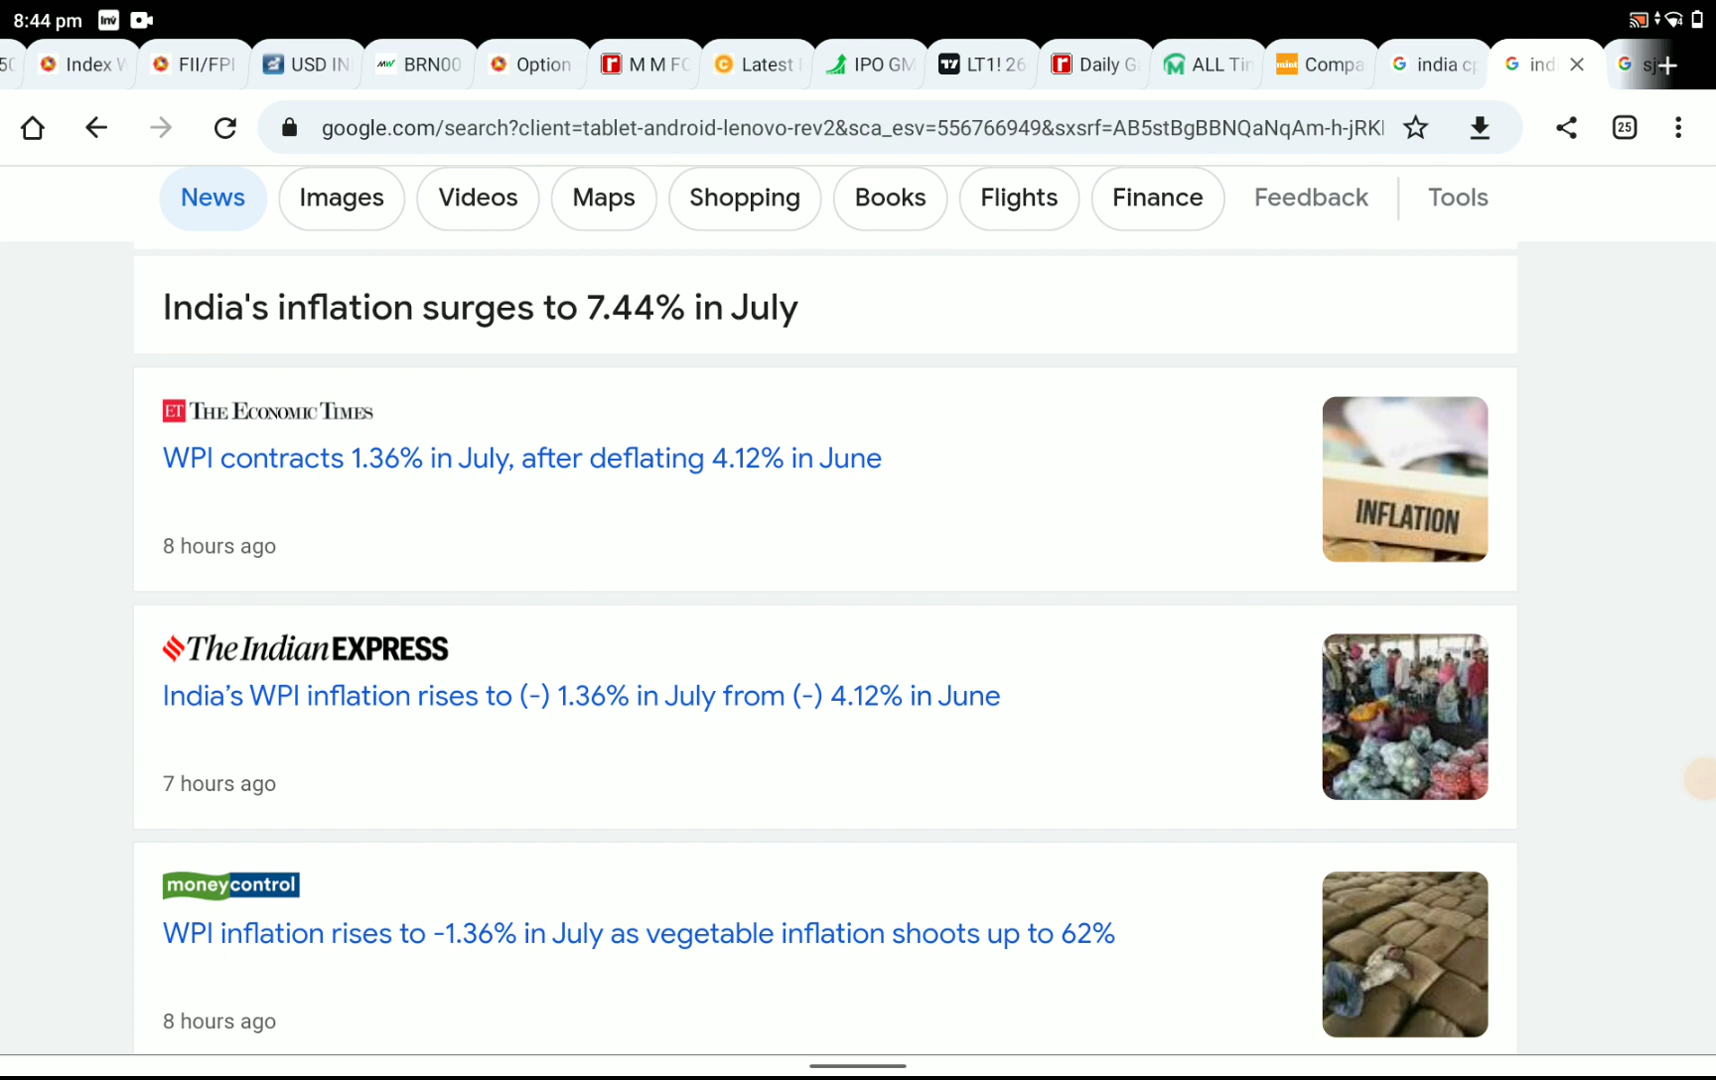 8:44 pm
Index
FII/FPI
USD IN
BRN00
Option
M M FC
Latest
IPO GM
LT1! 26
Daily G
ALL Tin
mint Compa
india cp
ind
google.com/search?client=tablet-android-lenovo-rev2&sca_esv=556766949&sxsrf=AB5stBgBBNQaNqAm-h-jRK
25
News
Images
Videos
Maps
Shopping
Books
Flights
Finance
Feedback
Tools
India's inflation surges to 7.44% in July
ET THE ECONOMIC TIMES
WPI contracts 1.36% in July, after deflating 4.12% in June
8 hours ago
INFLATION
The Indian EXPRESS
India’s WPI inflation rises to (-) 1.36% in July from (-) 4.12% in June
7 hours ago
moneycontrol
WPI inflation rises to -1.36% in July as vegetable inflation shoots up to 62%
8 hours ago